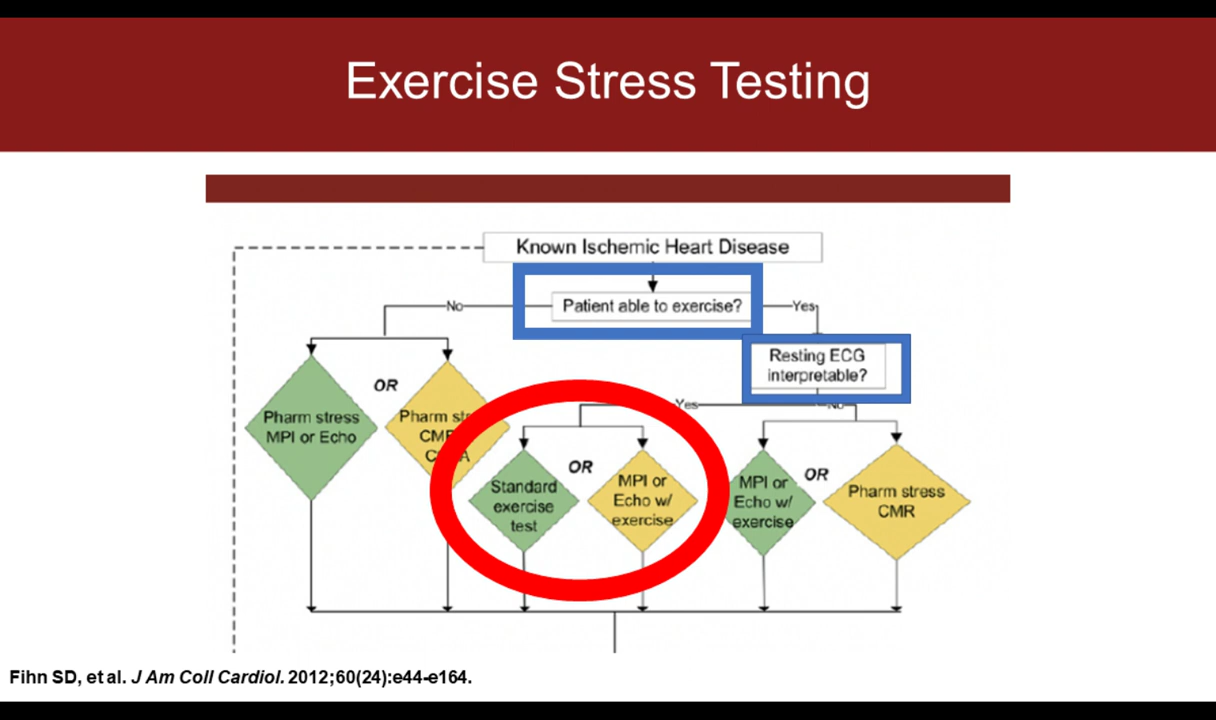 Exercise Stress Testing
Known Ischemic Heart Disease
Patient able to exercise?
No
Yes
Resting ECG
interpretable?
OR
Pharm stress
MPI or Echo
Pharm
Yes
No
Standard
exercise
test
OR
MPI or
Echo w/
exercise
MPI or
Echo w/
exercise
OR
Pharm stress
CMR
Fihn SD, et al. J Am Coll Cardiol. 2012;60(24):e44-e164.